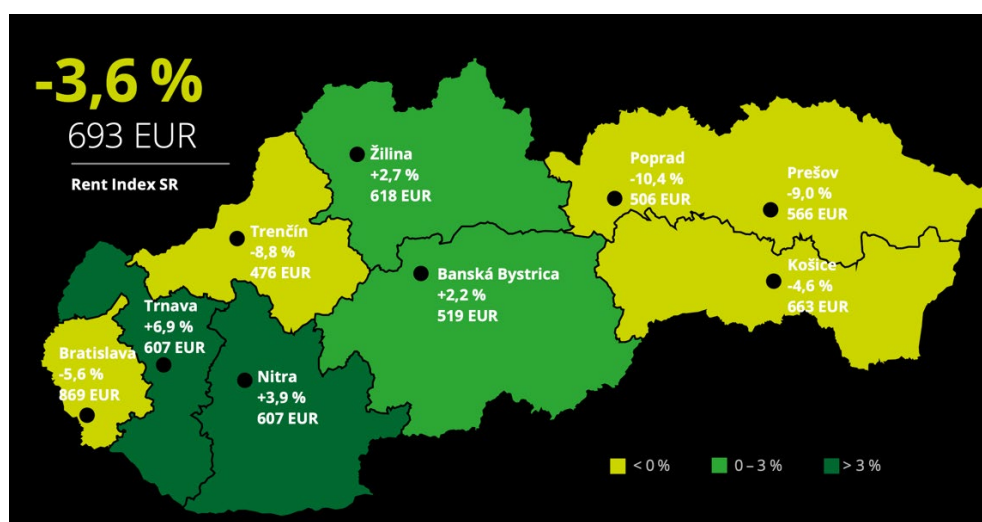 -3,6 %
693 EUR
Rent Index SR
Žilina
+2,7 %
618 EUR
Poprad
-10,4 %
506 EUR
Prešov
-9,0 %
566 EUR
Trenčín
-8,8 %
476 EUR
Banská Bystrica
+2,2 %
519 EUR
Košice
-4,6 %
663 EUR
Trnava
+6,9 %
607 EUR
Bratislava
-5,6 %
869 EUR
Nitra
+3,9 %
607 EUR
< 0 %
0 – 3 %
> 3 %